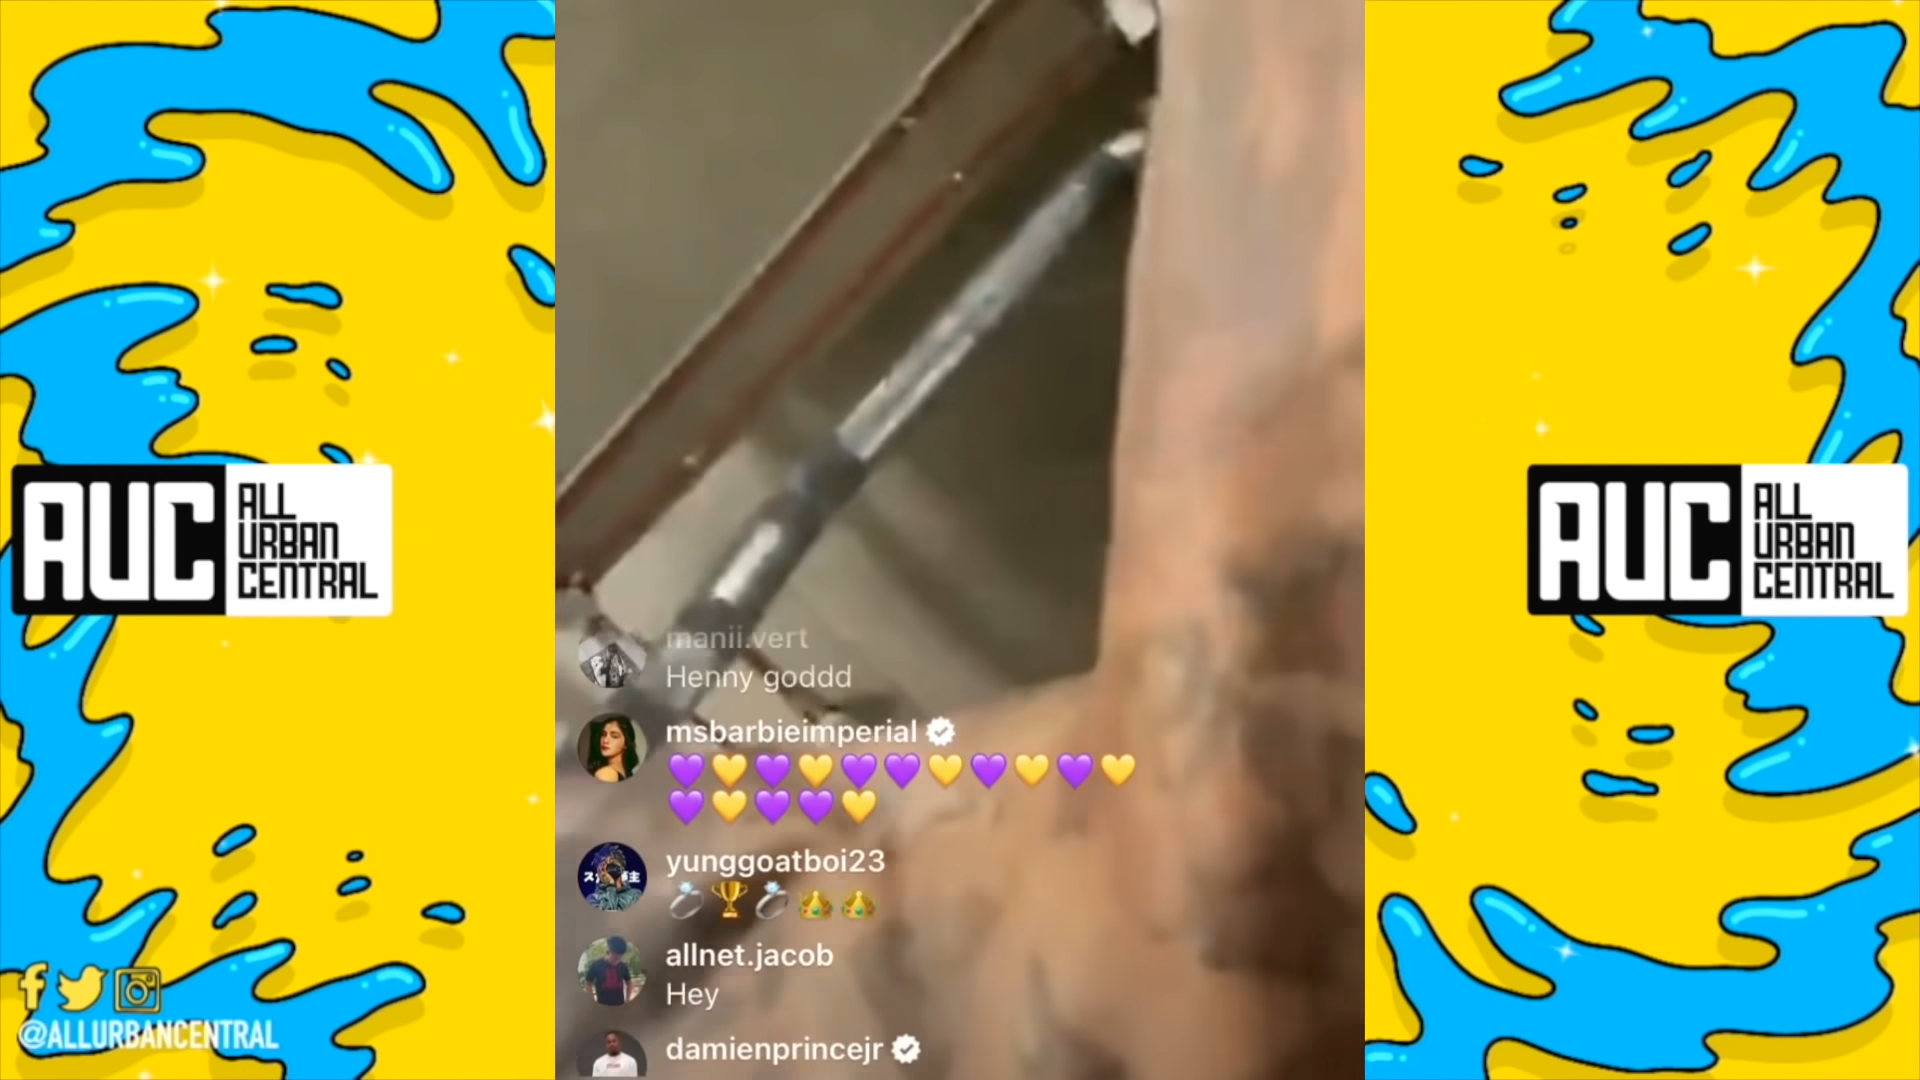 AUC ALL
URBAN
CENTRAL
@ALLURBANCENTRAL
manii.vert
Henny goddd
msbarbieimperial
💜💛💜💛💜💜💛💜💛💜💛
💜💛💜💜💛
yunggoatboi23
💍🏆💍👑👑
allnet.jacob
Hey
damienprincejr
AUC ALL
URBAN
CENTRAL